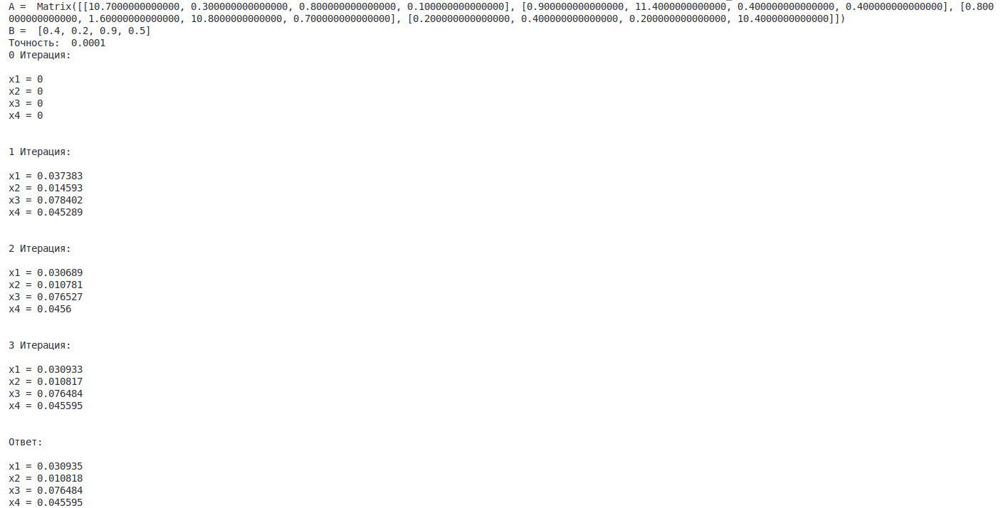 A =  Matrix([[10.7000000000000, 0.300000000000000, 0.800000000000000, 0.100000000000000], [0.900000000000000, 11.4000000000000, 0.400000000000000, 0.400000000000000], [0.800
000000000000, 1.60000000000000, 10.8000000000000, 0.700000000000000], [0.200000000000000, 0.400000000000000, 0.200000000000000, 10.4000000000000]])
B =  [0.4, 0.2, 0.9, 0.5]
Точность:  0.0001
0 Итерация:
x1 = 0
x2 = 0
x3 = 0
x4 = 0
1 Итерация:
x1 = 0.037383
x2 = 0.014593
x3 = 0.078402
x4 = 0.045289
2 Итерация:
x1 = 0.030689
x2 = 0.010781
x3 = 0.076527
x4 = 0.0456
3 Итерация:
x1 = 0.030933
x2 = 0.010817
x3 = 0.076484
x4 = 0.045595
Ответ:
x1 = 0.030935
x2 = 0.010818
x3 = 0.076484
x4 = 0.045595